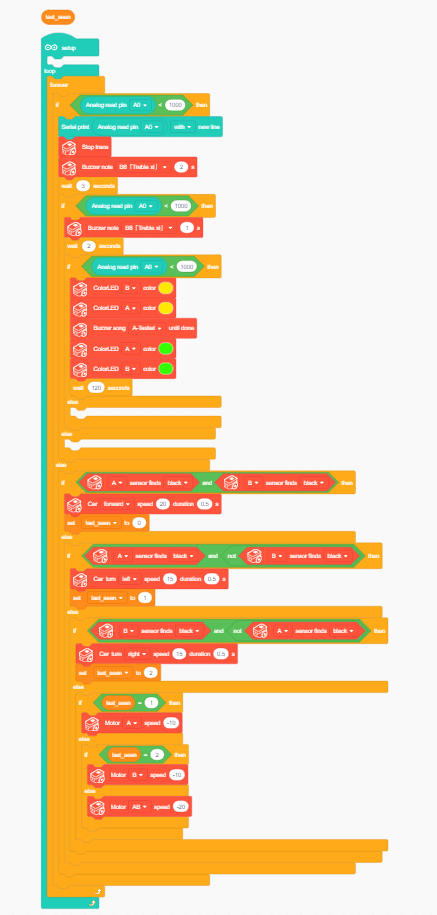 last_seen
setup
loop
forever
if Analog read pin A0 < 1000 then
Serial print Analog read pin A0 with new line
Stop trace
Buzzer note B8 [Treble si] 2 s
wait 3 seconds
if Analog read pin A0 < 1000 then
Buzzer note B8 [Treble si] 1 s
wait 2 seconds
if Analog read pin A0 < 1000 then
ColorLED B color
ColorLED A color
Buzzer song until done
ColorLED A color
ColorLED B color
wait 120 seconds
else
else
else
if A sensor finds black and B sensor finds black then
Car forward speed 20 duration 0.5 s
set last_seen to 0
else
if A sensor finds black and not B sensor finds black then
Car turn left speed 15 duration 0.5 s
set last_seen to 1
else
if B sensor finds black and not A sensor finds black then
Car turn right speed 15 duration 0.5 s
set last_seen to 2
else
if last_seen = 1 then
Motor A speed -10
else
if last_seen = 2 then
Motor B speed -10
else
Motor AB speed -20